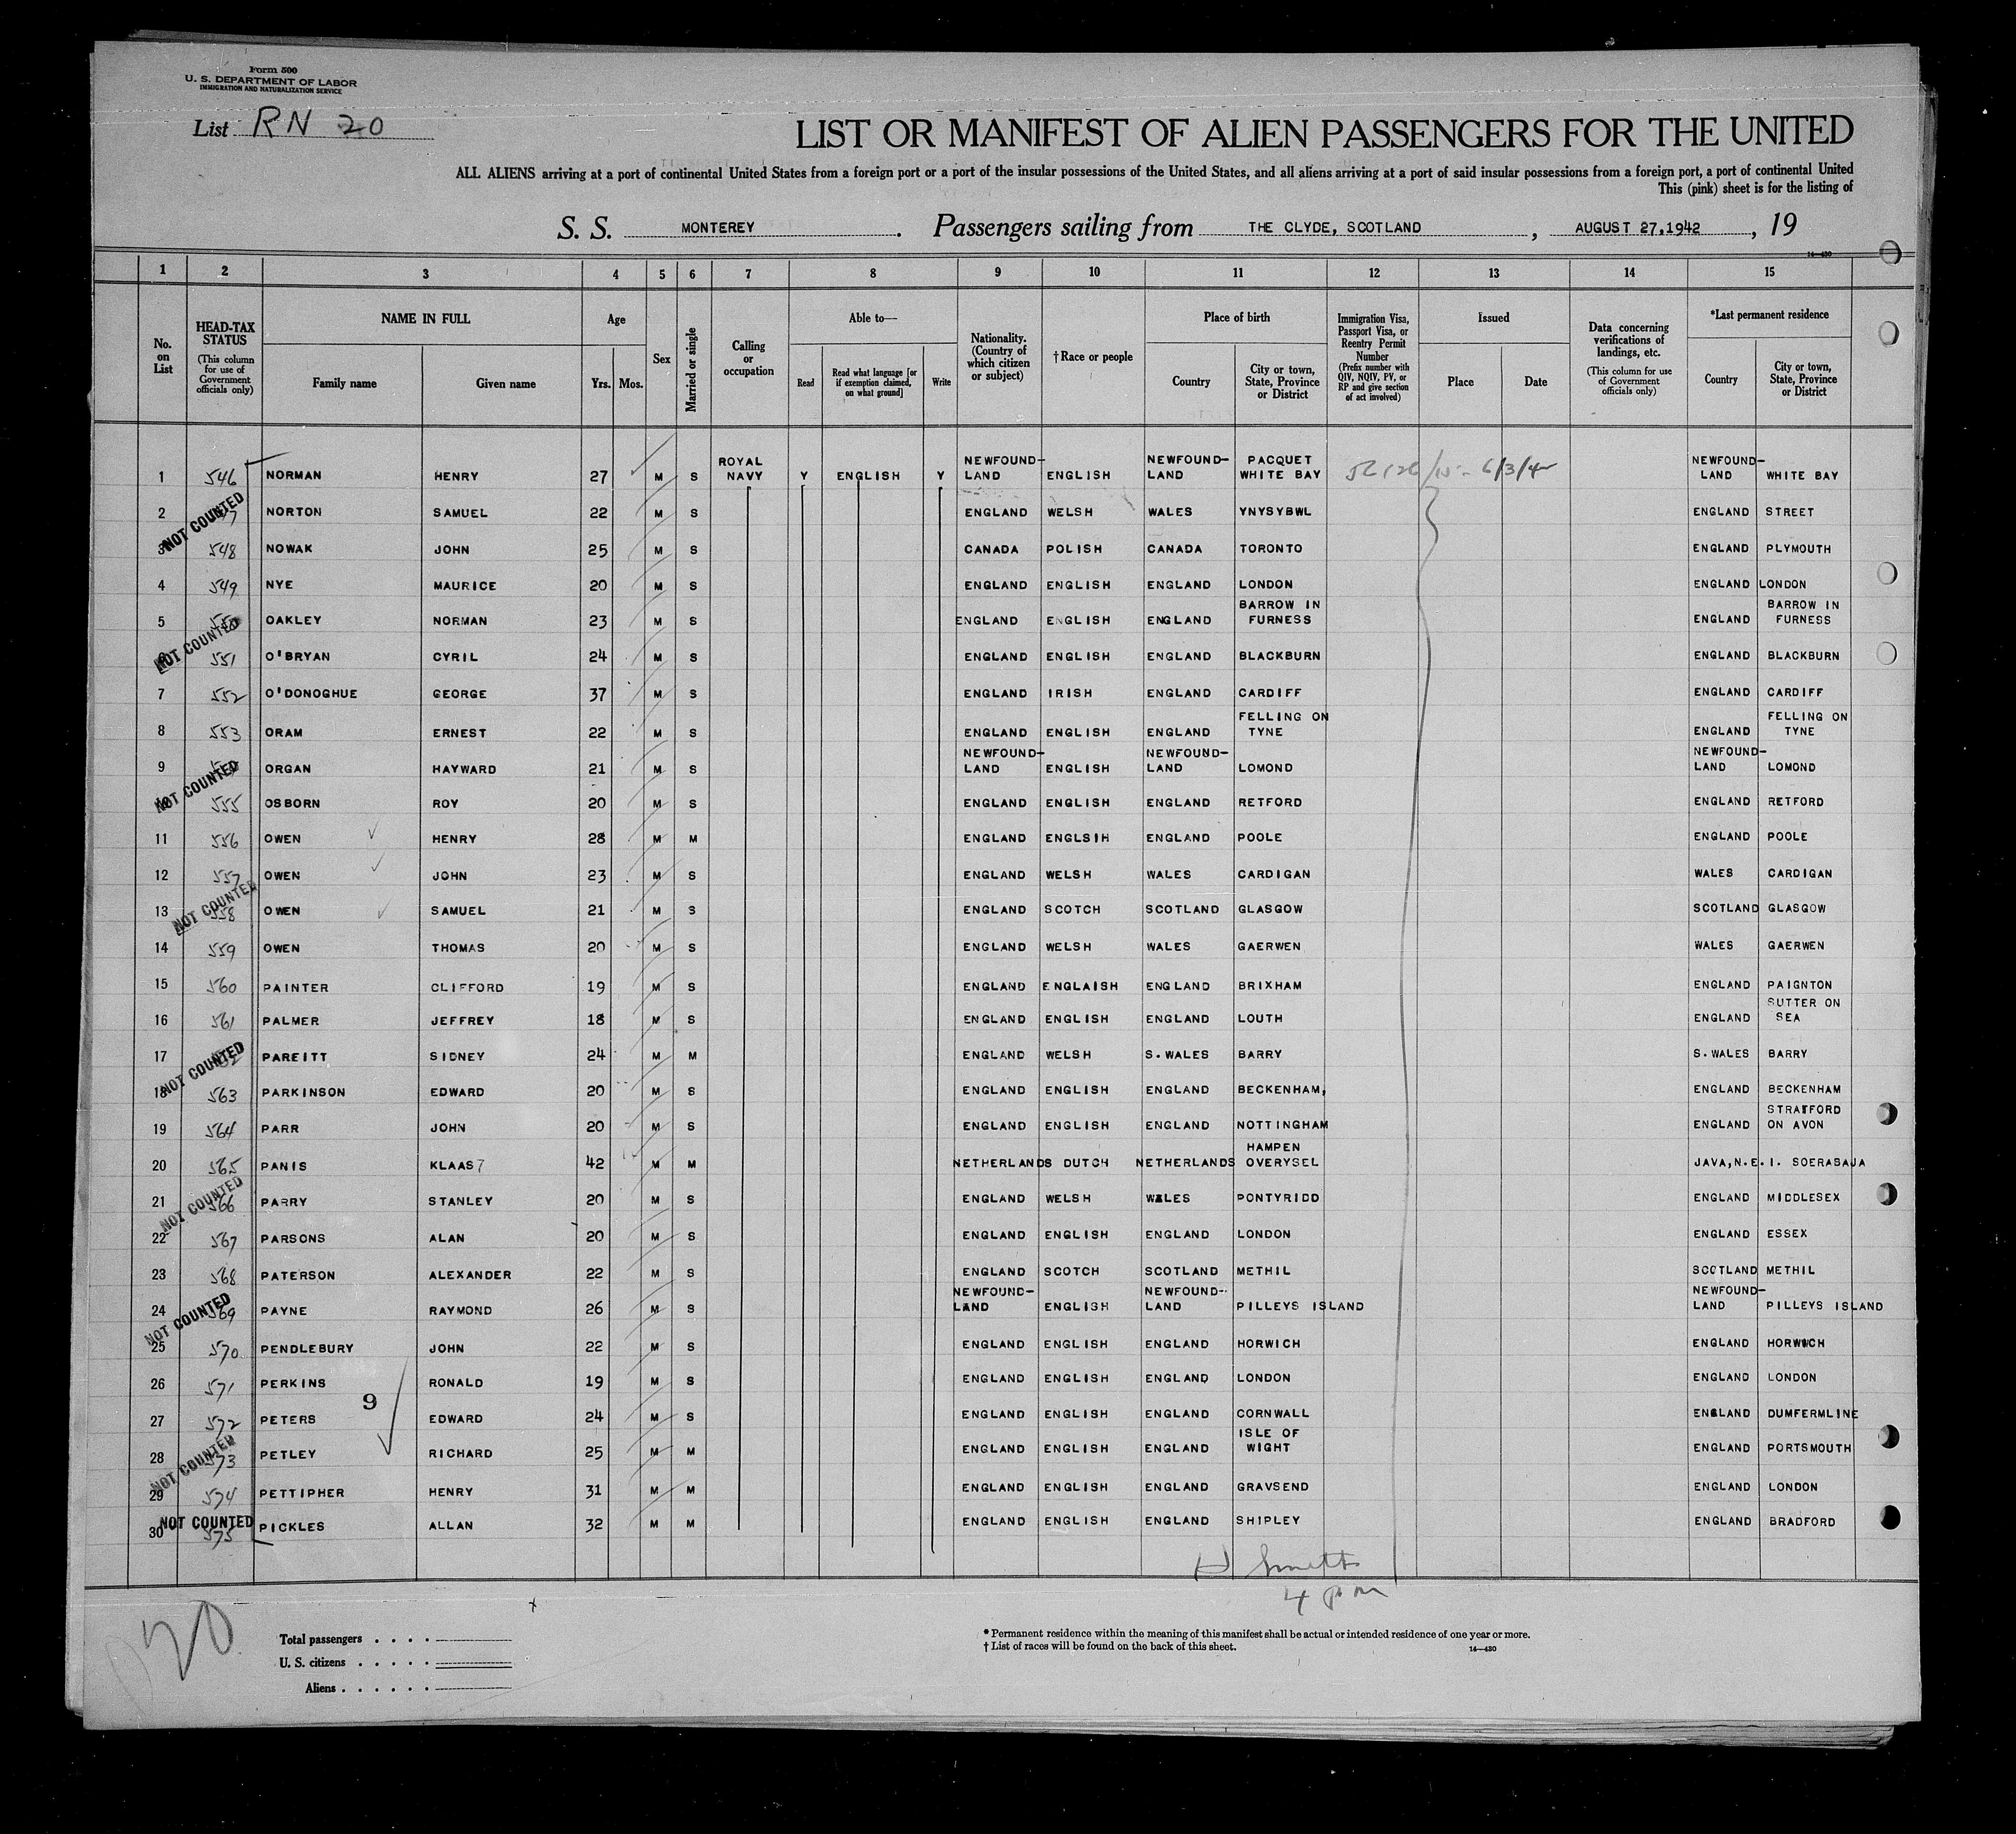 Form 500
U. S. DEPARTMENT OF LABOR
IMMIGRATION AND NATURALIZATION SERVICE
List RN 20
LIST OR MANIFEST OF ALIEN PASSENGERS FOR THE UNITED
ALL ALIENS arriving at a port of continental United States from a foreign port or a port of the insular possessions of the United States, and all aliens arriving at a port of said insular possessions from a foreign port, a port of continental United
This (pink) sheet is for the listing of
S. S. MONTEREY. Passengers sailing from THE CLYDE, SCOTLAND, AUGUST 27,1942, 19
14—430
1 2 3 4 5 6 7 8 9 10 11 12 13 14 15
No. on List
HEAD-TAX STATUS (This column for use of Government officials only)
NAME IN FULL
Family name Given name
Age
Yrs. Mos.
Sex
Married or single
Calling or occupation
Able to—
Read
Read what language [or if exemption claimed, on what ground]
Write
Nationality. (Country of which citizen or subject)
†Race or people
Place of birth
Country
City or town, State, Province or District
Immigration Visa, Passport Visa, or Reentry Permit Number (Prefix number with QIV, NQIV, PV, or RP and give section of act involved)
Issued
Place Date
Data concerning verifications of landings, etc. (This column for use of Government officials only)
*Last permanent residence
Country
City or town, State, Province or District
1 546 NORMAN HENRY 27 M S ROYAL NAVY Y ENGLISH Y NEWFOUND-LAND ENGLISH NEWFOUND-LAND PACQUET WHITE BAY NEWFOUND-LAND WHITE BAY
2 NOT COUNTED NORTON SAMUEL 22 M S ENGLAND WELSH WALES YNYSYBWL ENGLAND STREET
3 548 NOWAK JOHN 25 M S CANADA POLISH CANADA TORONTO ENGLAND PLYMOUTH
4 549 NYE MAURICE 20 M S ENGLAND ENGLISH ENGLAND LONDON ENGLAND LONDON
5 550 OAKLEY NORMAN 23 M S ENGLAND ENGLISH ENGLAND BARROW IN FURNESS ENGLAND BARROW IN FURNESS
6 NOT COUNTED 551 O'BRYAN CYRIL 24 M S ENGLAND ENGLISH ENGLAND BLACKBURN ENGLAND BLACKBURN
7 552 O'DONOGHUE GEORGE 37 M S ENGLAND IRISH ENGLAND CARDIFF ENGLAND CARDIFF
8 553 ORAM ERNEST 22 M S ENGLAND ENGLISH ENGLAND FELLING ON TYNE ENGLAND FELLING ON TYNE
9 NOT COUNTED ORGAN HAYWARD 21 M S NEWFOUND-LAND ENGLISH NEWFOUND-LAND LOMOND NEWFOUND-LAND LOMOND
555 OSBORN ROY 20 M S ENGLAND ENGLISH ENGLAND RETFORD ENGLAND RETFORD
11 556 OWEN HENRY 28 M M ENGLAND ENGLSIH ENGLAND POOLE ENGLAND POOLE
12 557 OWEN JOHN 23 M S ENGLAND WELSH WALES CARDIGAN WALES CARDIGAN
13 NOT COUNTED 558 OWEN SAMUEL 21 M S ENGLAND SCOTCH SCOTLAND GLASGOW SCOTLAND GLASGOW
14 559 OWEN THOMAS 20 M S ENGLAND WELSH WALES GAERWEN WALES GAERWEN
15 560 PAINTER CLIFFORD 19 M S ENGLAND ENGLAISH ENGLAND BRIXHAM ENGLAND PAIGNTON
16 561 PALMER JEFFREY 18 M S ENGLAND ENGLISH ENGLAND LOUTH ENGLAND SUTTER ON SEA
17 NOT COUNTED PAREITT SIDNEY 24 M M ENGLAND WELSH S.WALES BARRY S.WALES BARRY
18 563 PARKINSON EDWARD 20 M S ENGLAND ENGLISH ENGLAND BECKENHAM, ENGLAND BECKENHAM
19 564 PARR JOHN 20 M S ENGLAND ENGLISH ENGLAND NOTTINGHAM ENGLAND STRATFORD ON AVON
20 565 PANIS KLAAS 42 M M NETHERLANDS DUTCH NETHERLANDS HAMPEN OVERYSEL JAVA,N.E.I. SOERABAJA
21 NOT COUNTED 566 PARRY STANLEY 20 M S ENGLAND WELSH WALES PONTYRIDD ENGLAND MIDDLESEX
22 567 PARSONS ALAN 20 M S ENGLAND ENGLISH ENGLAND LONDON ENGLAND ESSEX
23 568 PATERSON ALEXANDER 22 M S ENGLAND SCOTCH SCOTLAND METHIL SCOTLAND METHIL
24 NOT COUNTED 569 PAYNE RAYMOND 26 M S NEWFOUND-LAND ENGLISH NEWFOUND-LAND PILLEYS ISLAND NEWFOUND-LAND PILLEYS ISLAND
25 570 PENDLEBURY JOHN 22 M S ENGLAND ENGLISH ENGLAND HORWICH ENGLAND HORWICH
26 571 PERKINS RONALD 19 M S ENGLAND ENGLISH ENGLAND LONDON ENGLAND LONDON
9
27 572 PETERS EDWARD 24 M S ENGLAND ENGLISH ENGLAND CORNWALL ENGLAND DUMFERMLINE
28 NOT COUNTED 573 PETLEY RICHARD 25 M M ENGLAND ENGLISH ENGLAND ISLE OF WIGHT ENGLAND PORTSMOUTH
29 574 PETTIPHER HENRY 31 M M ENGLAND ENGLISH ENGLAND GRAVSEND ENGLAND LONDON
30 NOT COUNTED 575 PICKLES ALLAN 32 M M ENGLAND ENGLISH ENGLAND SHIPLEY ENGLAND BRADFORD
4 pm
20
Total passengers . . . .
U. S. citizens . . . . .
Aliens . . . . . .
* Permanent residence within the meaning of this manifest shall be actual or intended residence of one year or more.
† List of races will be found on the back of this sheet.
14—430